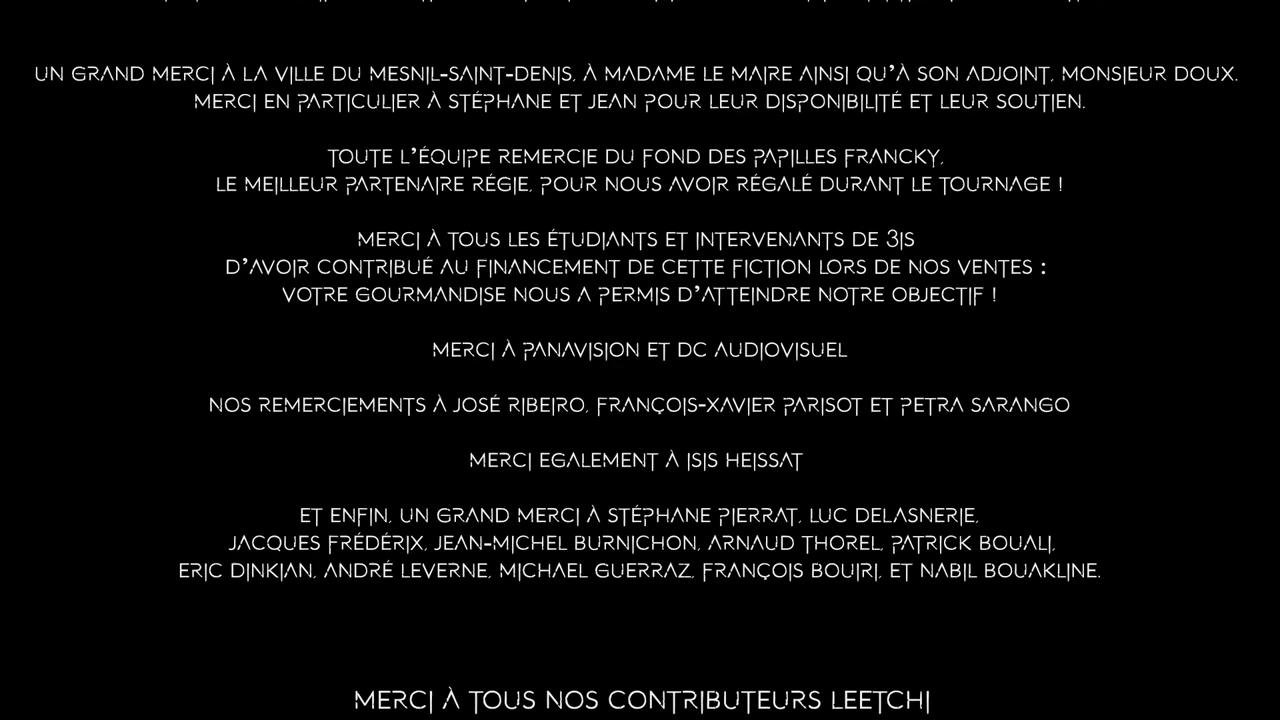 UN GRAND MERCI À LA VILLE DU MESNIL-SAINT-DENIS, À MADAME LE MAIRE AINSI QU'À SON ADJOINT, MONSIEUR DOUX.
MERCI EN PARTICULIER À STÉPHANE ET JEAN POUR LEUR DISPONIBILITÉ ET LEUR SOUTIEN.
TOUTE L'ÉQUIPE REMERCIE DU FOND DES PAPILLES FRANCKY,
LE MEILLEUR PARTENAIRE RÉGIE, POUR NOUS AVOIR RÉGALÉ DURANT LE TOURNAGE !
MERCI À TOUS LES ÉTUDIANTS ET INTERVENANTS DE 3IS
D'AVOIR CONTRIBUÉ AU FINANCEMENT DE CETTE FICTION LORS DE NOS VENTES :
VOTRE GOURMANDISE NOUS A PERMIS D'ATTEINDRE NOTRE OBJECTIF !
MERCI À PANAVISION ET DC AUDIOVISUEL
NOS REMERCIEMENTS À JOSÉ RIBEIRO, FRANÇOIS-XAVIER PARISOT ET PETRA SARANGO
MERCI EGALEMENT À ISIS HEISSAT
ET ENFIN, UN GRAND MERCI À STÉPHANE PIERRAT, LUC DELASNERIE,
JACQUES FRÉDÉRIX, JEAN-MICHEL BURNICHON, ARNAUD THOREL, PATRICK BOUALI,
ERIC DINKIAN, ANDRÉ LEVERNE, MICHAEL GUERRAZ, FRANÇOIS BOUIRI, ET NABIL BOUAKLINE.
MERCI À TOUS NOS CONTRIBUTEURS LEETCHI